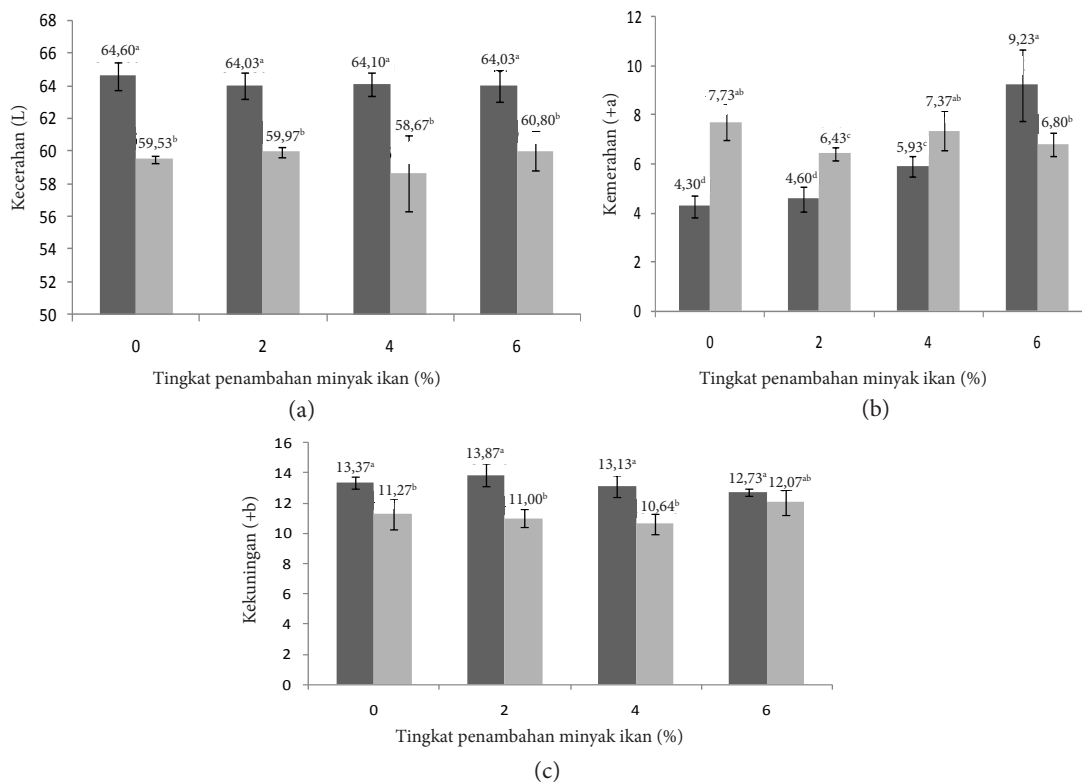 Kecerahan (L)
68
66
64
62
60
58
56
54
52
50
64,60ᵃ
59,53ᵇ
64,03ᵃ
59,97ᵇ
64,10ᵃ
58,67ᵇ
64,03ᵃ
60,80ᵇ
0 2 4 6
Tingkat penambahan minyak ikan (%)
(a)
Kemerahan (+a)
12
10
8
6
4
2
0
4,30ᵈ
7,73ᵃᵇ
4,60ᵈ
6,43ᶜ
5,93ᶜ
7,37ᵃᵇ
9,23ᵃ
6,80ᵇ
0 2 4 6
Tingkat penambahan minyak ikan (%)
(b)
Kekuningan (+b)
16
14
12
10
8
6
4
2
0
13,37ᵃ
11,27ᵇ
13,87ᵃ
11,00ᵇ
13,13ᵃ
10,64ᵇ
12,73ᵃ
12,07ᵃᵇ
0 2 4 6
Tingkat penambahan minyak ikan (%)
(c)